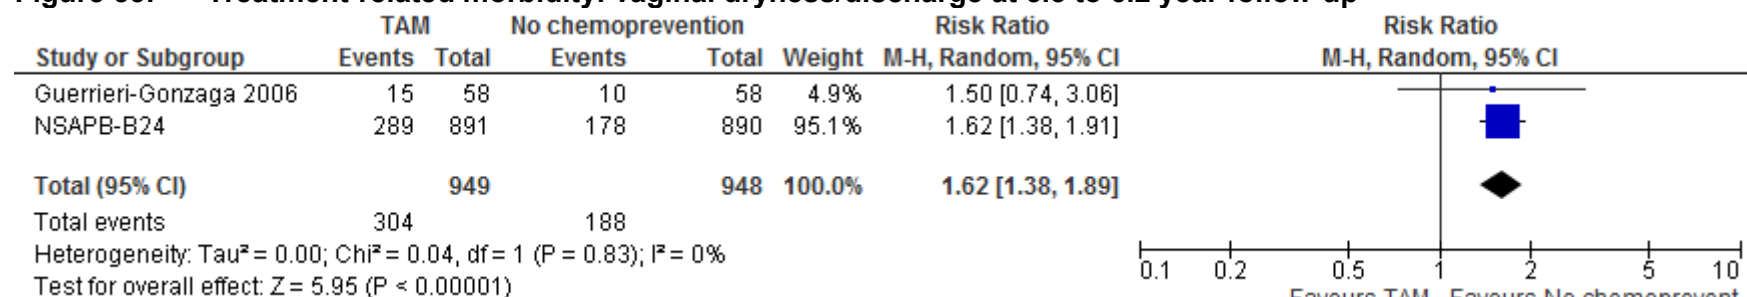 TAM No chemoprevention Risk Ratio Risk Ratio
Study or Subgroup Events Total Events Total Weight M-H, Random, 95% CI M-H, Random, 95% CI
Guerrieri-Gonzaga 2006 15 58 10 58 4.9% 1.50 [0.74, 3.06]
NSAPB-B24 289 891 178 890 95.1% 1.62 [1.38, 1.91]
Total (95% CI) 949 948 100.0% 1.62 [1.38, 1.89]
Total events 304 188
Heterogeneity: Tau² = 0.00; Chi² = 0.04, df = 1 (P = 0.83); I² = 0%
0.1 0.2 0.5 1 2 5 10
Test for overall effect: Z = 5.95 (P < 0.00001)
Favours TAM Favours No chemoprevent